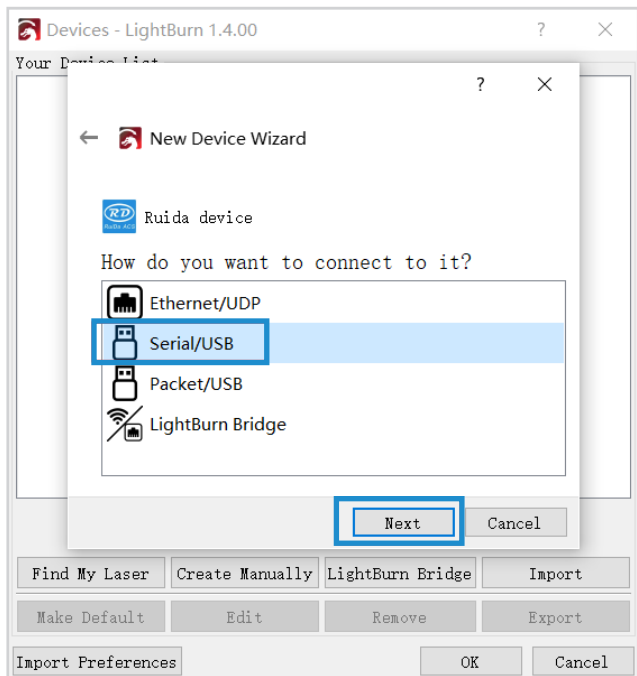 Devices - LightBurn 1.4.00
?
New Device Wizard
RD
Ruida device
How do you want to connect to it?
Ethernet/UDP
Serial/USB
Packet/USB
LightBurn Bridge
Next Cancel
Find My Laser Create Manually LightBurn Bridge Import
Make Default Edit Remove Export
Import Preferences OK Cancel